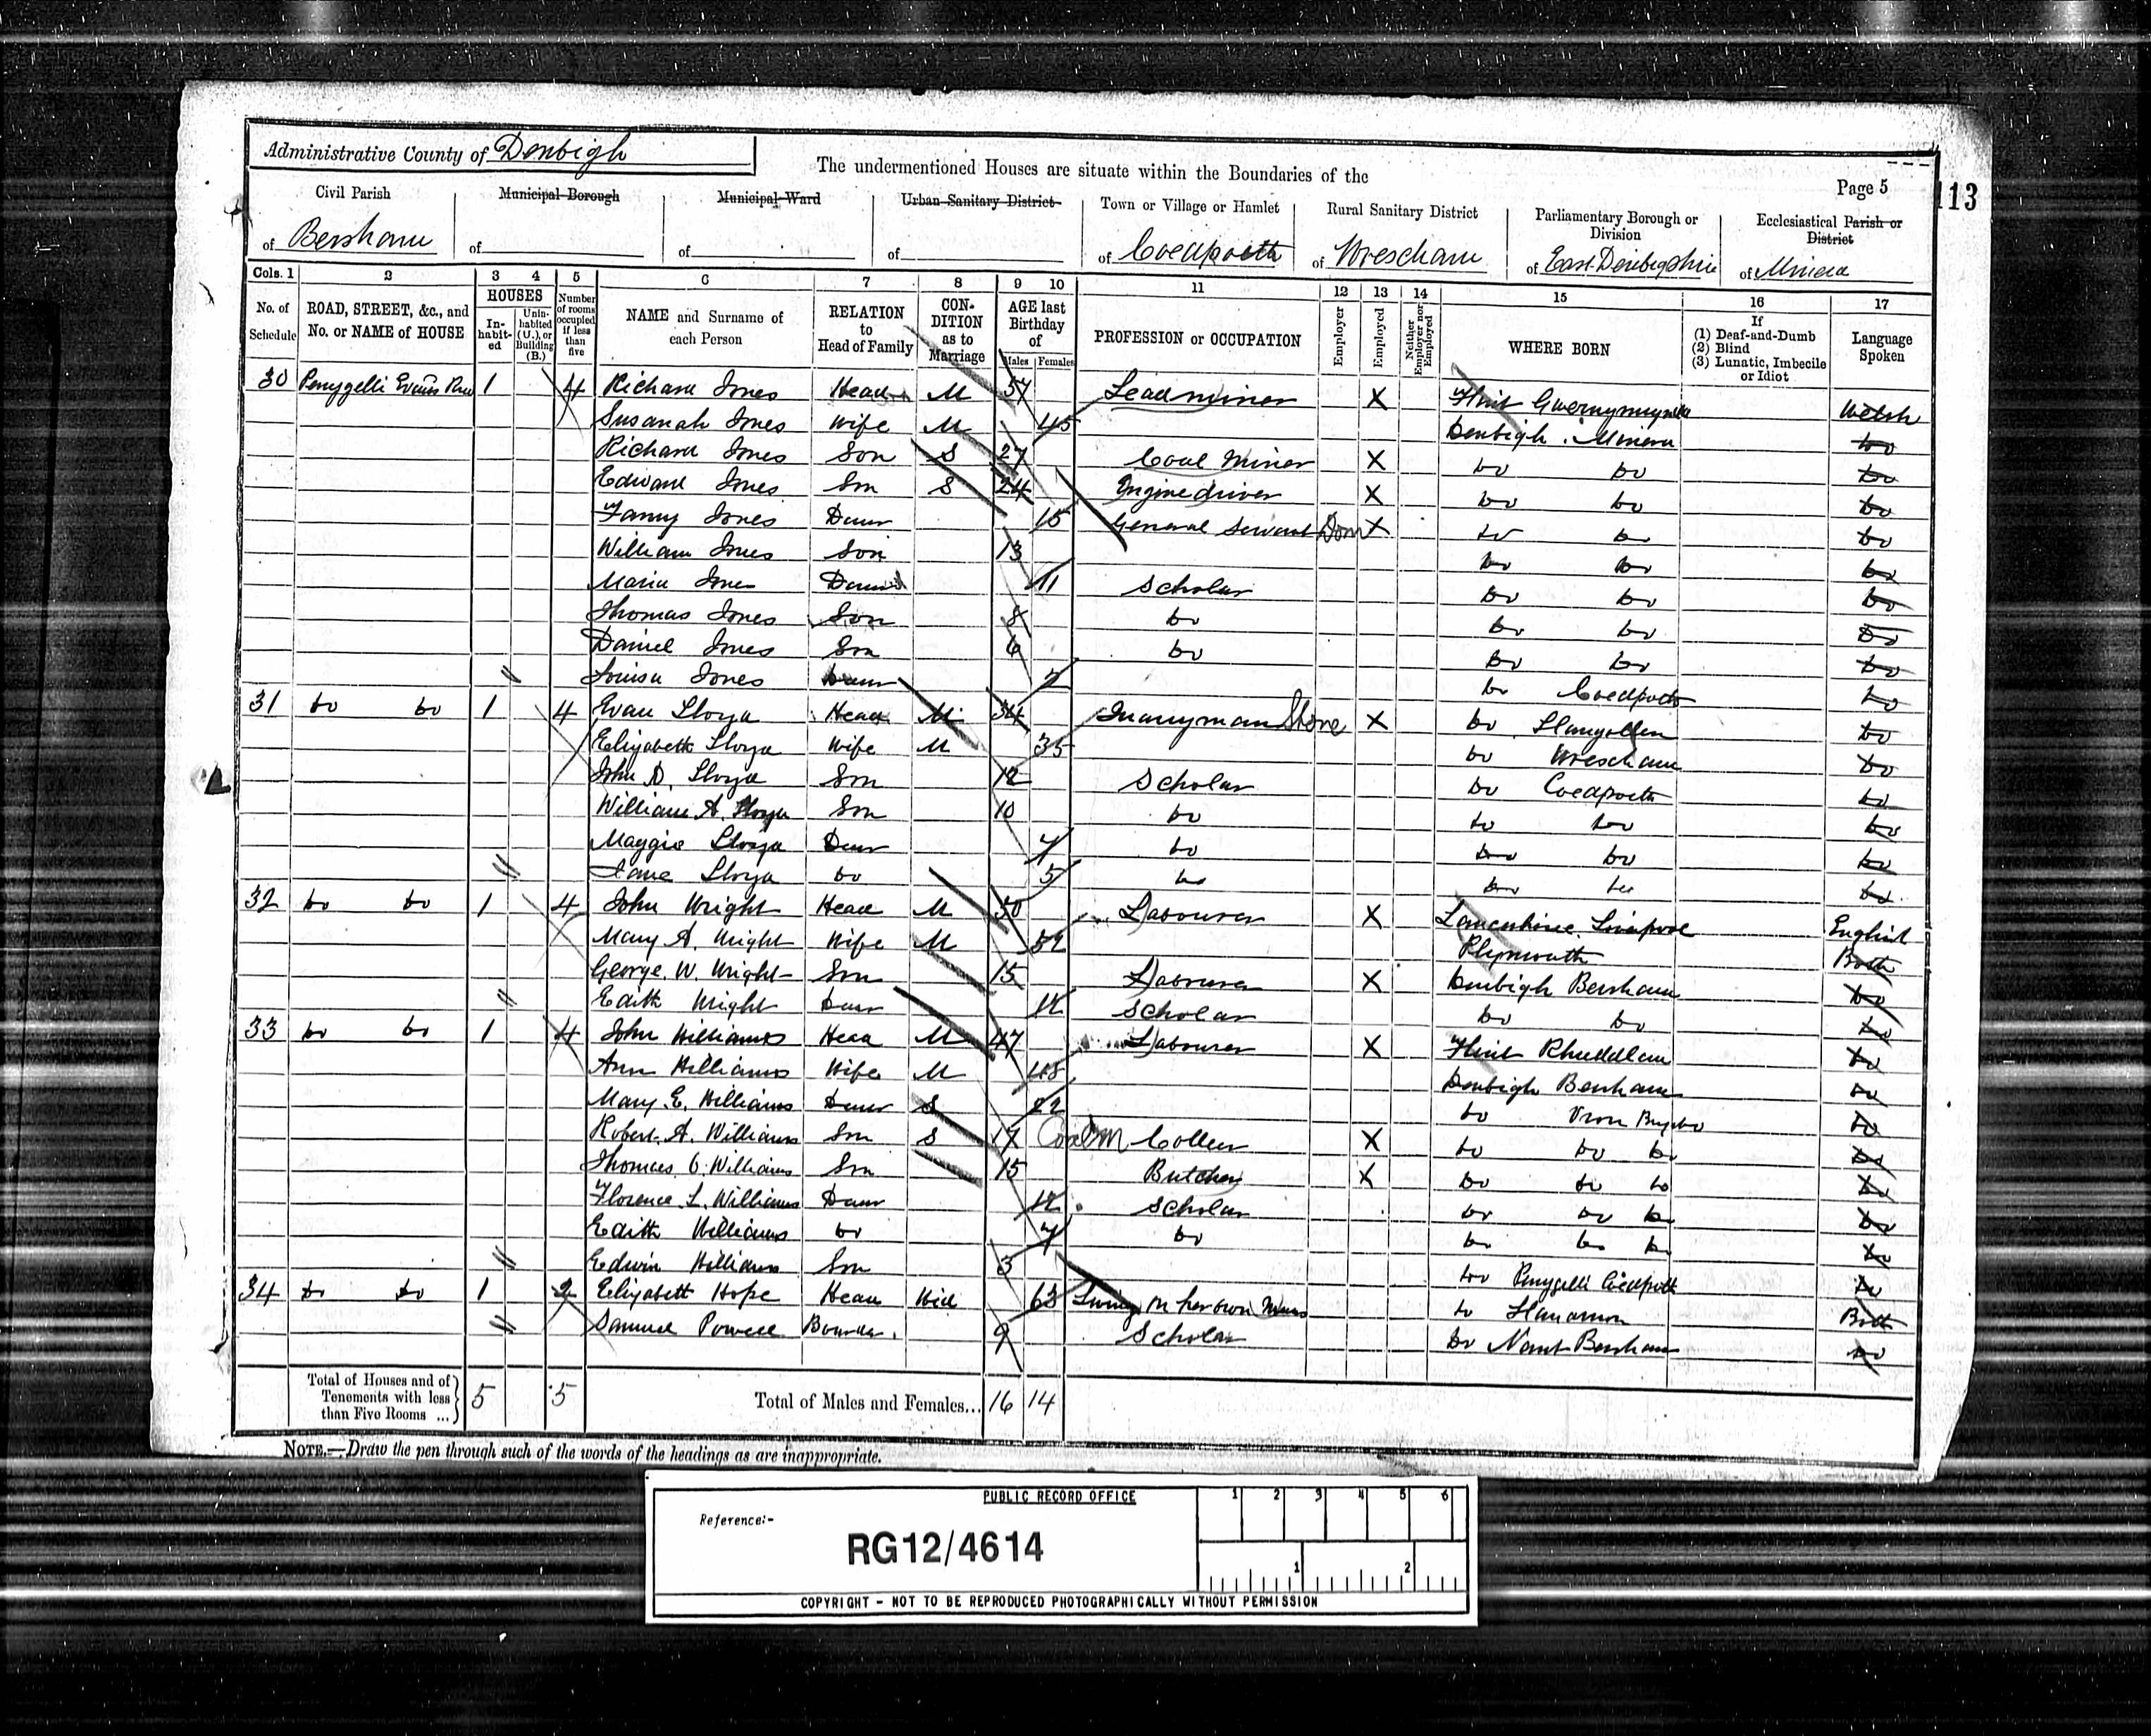 Administrative County of Denbigh
The undermentioned Houses are situate within the Boundaries of the
Page 5
113
Civil Parish Municipal Borough Municipal Ward Urban Sanitary District Town or Village or Hamlet Rural Sanitary District Parliamentary Borough or Division Ecclesiastical Parish or District
of Bersham of of of of Coedpoeth of Wrexham of East Denbigshire of Minera
Cols. 1 2 3 4 5 6 7 8 9 10 11 12 13 14 15 16 17
No. of Schedule ROAD, STREET, &c., and No. or NAME of HOUSE HOUSES In-habit-ed Unin-habited (U.), or Building (B.) Number of rooms occupied if less than five NAME and Surname of each Person RELATION to Head of Family CON-DITION as to Marriage AGE last Birthday of Males Females PROFESSION or OCCUPATION Employer Employed Neither Employer nor Employed WHERE BORN If (1) Deaf-and-Dumb (2) Blind (3) Lunatic, Imbecile or Idiot Language Spoken
30 Penygelli Evans Row 1 4 Richard Jones Head M 57 Lead miner X Flint Welsh
Susanah Jones Wife M 45 Denbigh Minera Do
Richard Jones Son S 27 Coal Miner X Do Do Do
Edward Jones Son S 24 Engine driver X Do Do Do
Fanny Jones Daur 15 General Servant Dom X Do Do Do
William Jones Son 13 Do Do Do
Maria Jones Daur 11 Scholar Do Do Do
Thomas Jones Son 8 Do Do Do Do
Daniel Jones Son 6 Do Do Do Do
Louisa Jones Daur 2 Do Coedpoeth Do
31 Do Do 1 4 Evan Lloyd Head M 34 Quarryman Stone X Do Llangollen Do
Elizabeth Lloyd Wife M 35 Do Wrexham Do
John D. Lloyd Son 12 Scholar Do Coedpoeth Do
William A. Lloyd Son 10 Do Do Do Do
Maggie Lloyd Daur 7 Do Do Do Do
Jane Lloyd Do 5 Do Do Do Do
32 Do Do 1 4 John Wright Head M 50 Labourer X Lancashire Liverpool English
Mary A. Wright Wife M 52 Plymouth Both
George W. Wright Son 15 Labourer X Denbigh Bersham Do
Edith Wright Daur 12 Scholar Do Do Do
33 Do Do 1 4 John Williams Head M 47 Labourer X Flint Rhuddlan Do
Ann Williams Wife M 48 Denbigh Bersham Do
Mary E. Williams Daur S 22 Do Vron Do
Robert A. Williams Son S 17 Coal M Collier X Do Do Do Do
Thomas O. Williams Son 15 Butcher X Do Do Do Do
Florence L. Williams Daur 12 Scholar Do Do Do Do
Edith Williams Do 7 Do Do Do Do Do
Edwin Williams Son 3 Do Penygelli Coedpoeth Do
34 Do Do 1 2 Elizabeth Hope Head Wid 63 Living on her own Means Do Llanarmon Both
Samuel Powell Boarder 9 Scholar Do Nant Bersham Do
Total of Houses and of Tenements with less than Five Rooms ... 5 5 Total of Males and Females... 16 14
NOTE.—Draw the pen through such of the words of the headings as are inappropriate.
PUBLIC RECORD OFFICE
1 2 3 4 5 6
Reference:-
RG12/4614
1 2
COPYRIGHT - NOT TO BE REPRODUCED PHOTOGRAPHICALLY WITHOUT PERMISSION